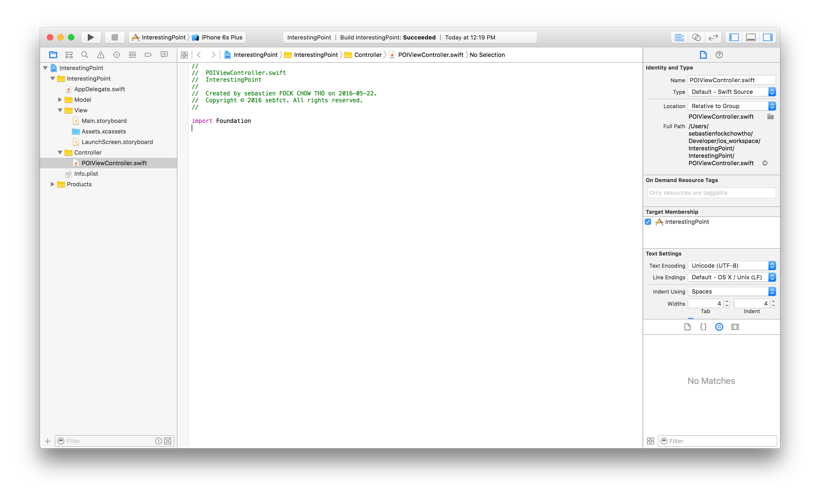 InterestingPoint
iPhone 6s Plus
InterestingPoint | Build InterestingPoint: Succeeded | Today at 12:19 PM
InterestingPoint
InterestingPoint
Controller
POIViewController.swift
No Selection
InterestingPoint
InterestingPoint
AppDelegate.swift
Model
View
Main.storyboard
Assets.xcassets
LaunchScreen.storyboard
Controller
POIViewController.swift
Info.plist
Products
Filter
//
// POIViewController.swift
// InterestingPoint
//
// Created by sebastien FOCK CHOW THO on 2016-05-22.
// Copyright © 2016 sebfct. All rights reserved.
//
import Foundation
Identity and Type
Name POIViewController.swift
Type Default - Swift Source
Location Relative to Group
POIViewController.swift
Full Path /Users/
sebastienfockchowtho/
Developer/ios_workspace/
InterestingPoint/
InterestingPoint/
POIViewController.swift
On Demand Resource Tags
Only resources are taggable
Target Membership
InterestingPoint
Text Settings
Text Encoding Unicode (UTF-8)
Line Endings Default - OS X / Unix (LF)
Indent Using Spaces
Widths 4 4
Tab Indent
No Matches
Filter